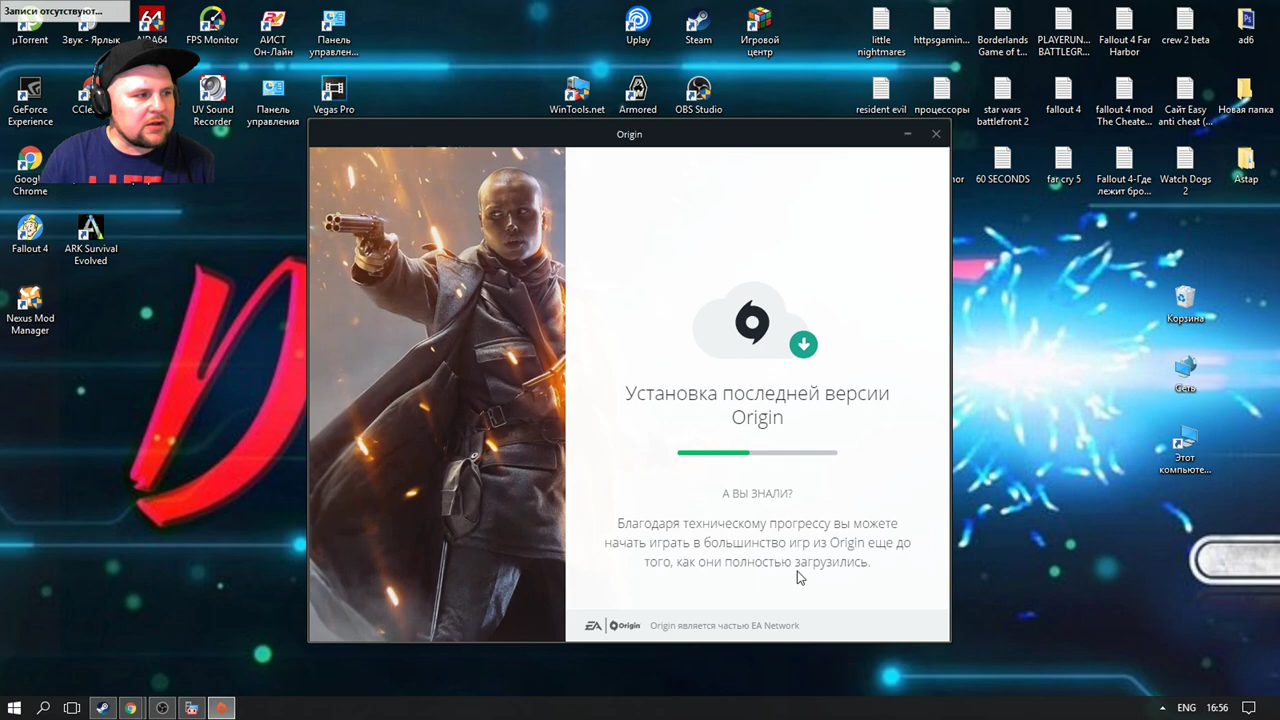 Записи отсутствуют...
µTorrent
Звук - Ярлык
AIDA64
PS Monitor
АИСТ
Он-Лайн
Панель
управлен...
Uplay
Steam
Игровой
центр
little
nightmares
httpsgamin...
Borderlands
Game of t...
PLAYERUN...
BATTLEGR...
Fallout 4 Far
Harbor
crew 2 beta
ad6
GeForce
Experience
UV Sound
Recorder
Панель
управления
Vegas Pro
WinTools.net
Armored
OBS Studio
resident evil
процессоры
star wars
battlefront 2
fallout 4
fallout 4 mod
The Cheate...
Сайт Easy
anti cheat (...
Новая папка
Chrome
60 SECONDS
far cry 5
Fallout 4-Где
лежит бро...
Watch Dogs
2
Astap
Fallout 4
ARK Survival
Evolved
Nexus Mod
Manager
Корзина
Сеть
Этот
компьюте...
Origin
Установка последней версии
Origin
А ВЫ ЗНАЛИ?
Благодаря техническому прогрессу вы можете
начать играть в большинство игр из Origin еще до
того, как они полностью загрузились.
EA Origin Origin является частью EA Network
ENG 16:56